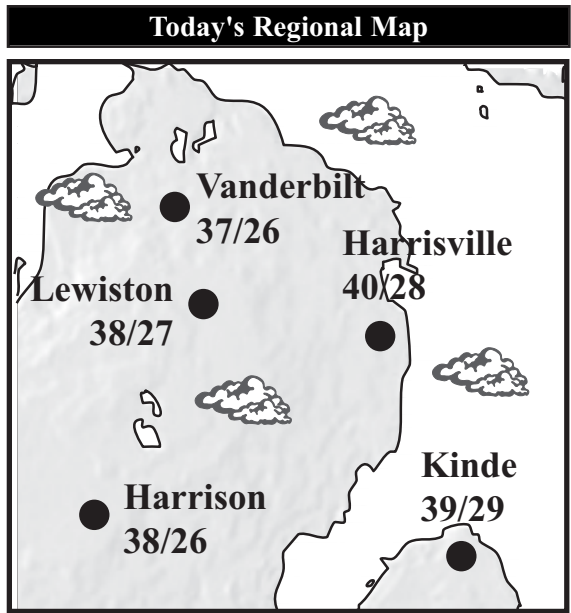 Today's Regional Map
Vanderbilt
37/26
Harrisville
40/28
Lewiston
38/27
Kinde
39/29
Harrison
38/26